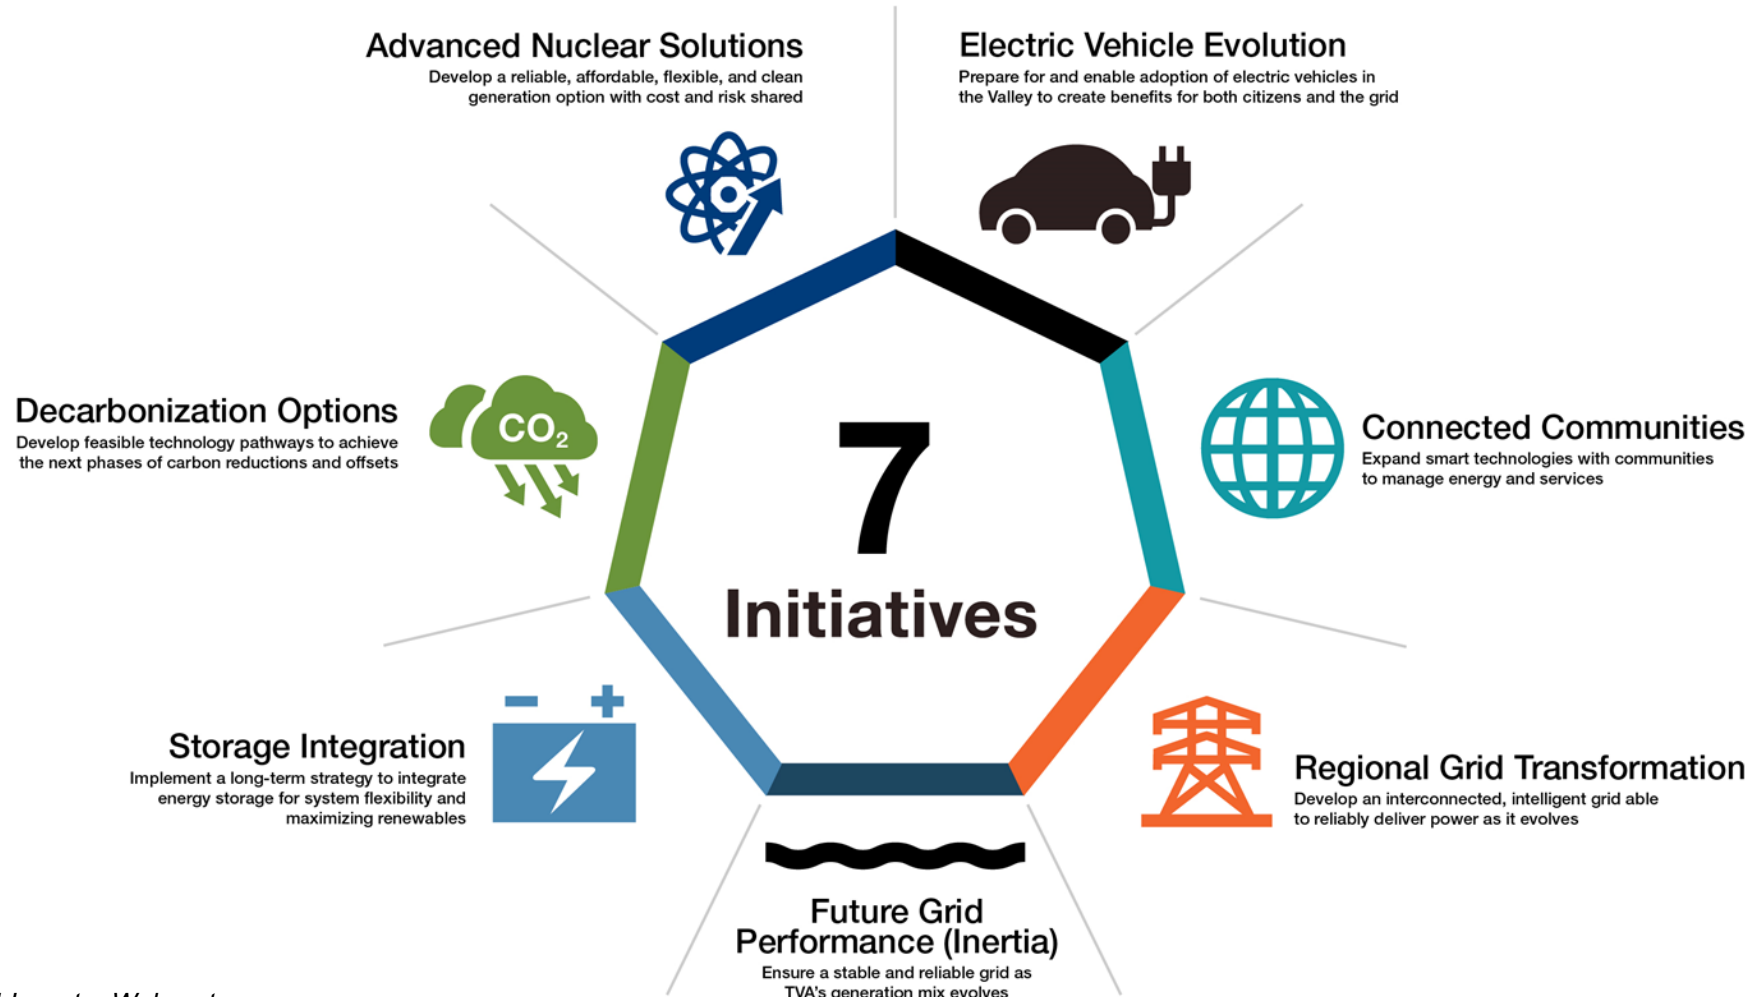 Advanced Nuclear Solutions
Develop a reliable, affordable, flexible, and clean
generation option with cost and risk shared
Electric Vehicle Evolution
Prepare for and enable adoption of electric vehicles in
the Valley to create benefits for both citizens and the grid
Decarbonization Options
Develop feasible technology pathways to achieve
the next phases of carbon reductions and offsets
CO₂
7
Initiatives
Connected Communities
Expand smart technologies with communities
to manage energy and services
Storage Integration
Implement a long-term strategy to integrate
energy storage for system flexibility and
maximizing renewables
- +
Regional Grid Transformation
Develop an interconnected, intelligent grid able
to reliably deliver power as it evolves
Future Grid
Performance (Inertia)
Ensure a stable and reliable grid as
TVA's generation mix evolves